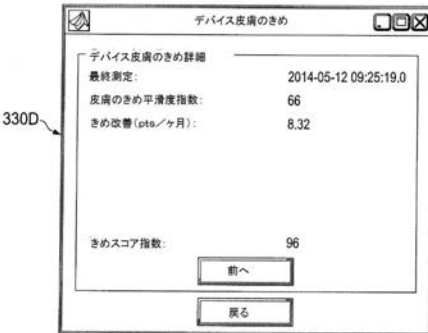 デバイス皮膚のきめ
デバイス皮膚のきめ詳細
最終測定: 2014-05-12 09:25:19.0
皮膚のきめ平滑度指数: 66
330D
きめ改善(pts/ヶ月): 8.32
きめスコア指数: 96
前へ
戻る